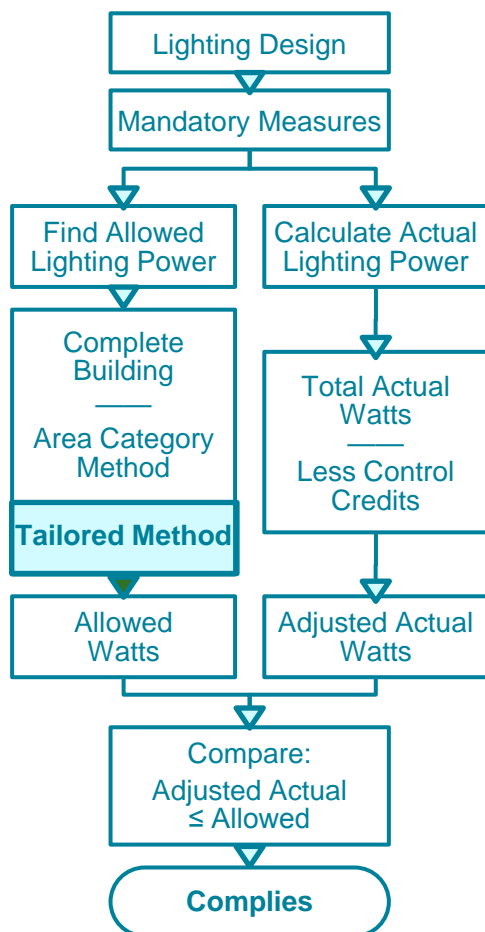 Lighting Design
Mandatory Measures
Find Allowed
Lighting Power
Calculate Actual
Lighting Power
Complete
Building
Area Category
Method
Tailored Method
Total Actual
Watts
Less Control
Credits
Allowed
Watts
Adjusted Actual
Watts
Compare:
Adjusted Actual
≤ Allowed
Complies